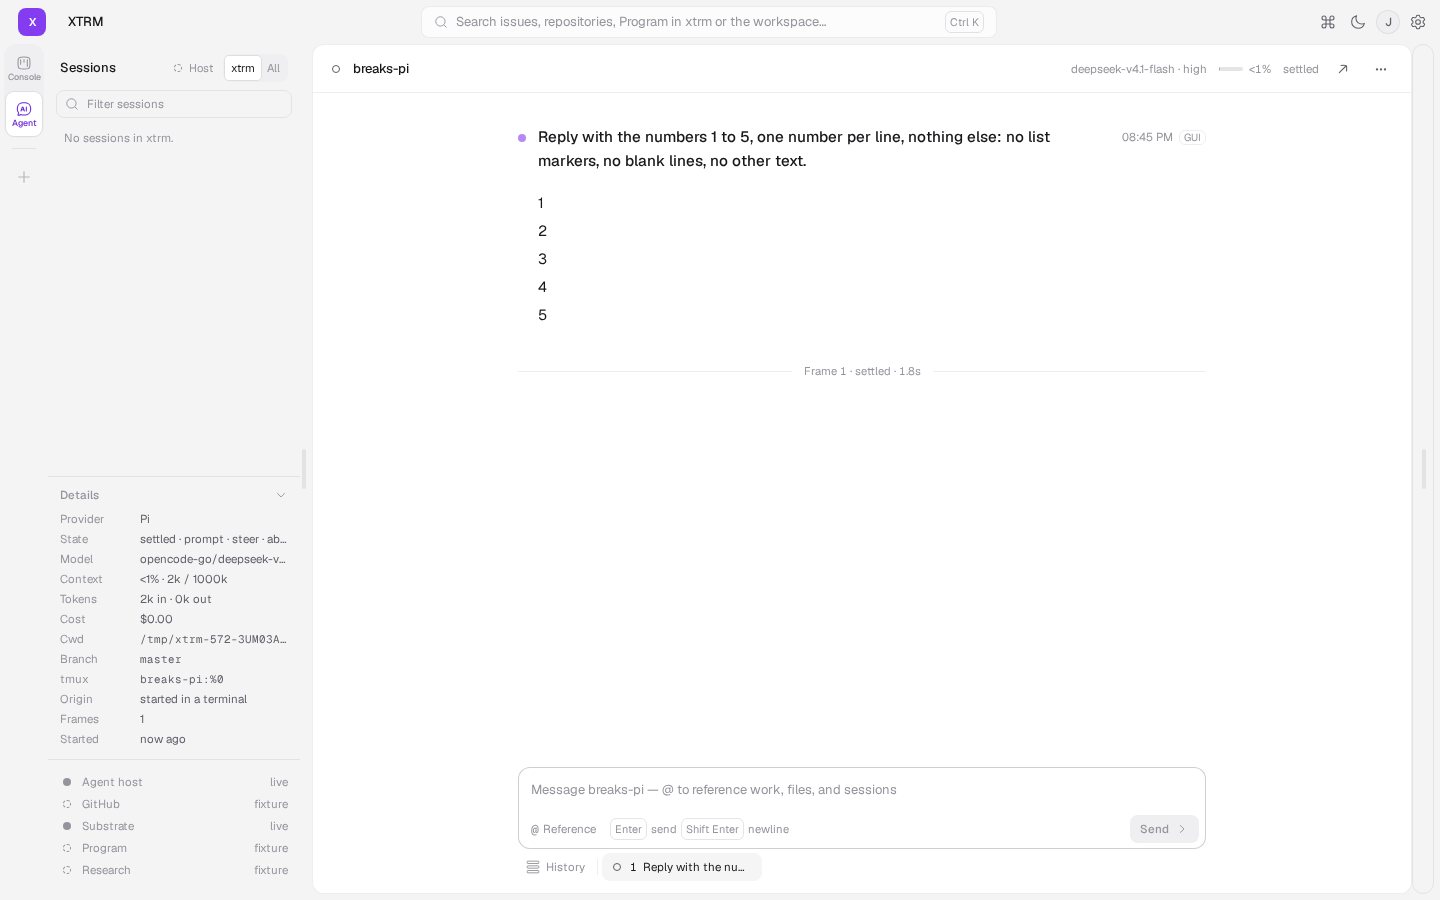 X
XTRM
Search issues, repositories, Program in xtrm or the workspace…
Ctrl K
J
Console
AI
Agent
Sessions
Host
xtrm
All
Filter sessions
No sessions in xtrm.
breaks-pi
deepseek-v4.1-flash · high
<1%
settled
Reply with the numbers 1 to 5, one number per line, nothing else: no list
markers, no blank lines, no other text.
08:45 PM
GUI
1
2
3
4
5
Frame 1 · settled · 1.8s
Details
Provider Pi
State settled · prompt · steer · ab…
Model opencode-go/deepseek-v…
Context <1% · 2k / 1000k
Tokens 2k in · 0k out
Cost $0.00
Cwd /tmp/xtrm-572-3UM03A…
Branch master
tmux breaks-pi:%0
Origin started in a terminal
Frames 1
Started now ago
Agent host live
GitHub fixture
Substrate live
Program fixture
Research fixture
Message breaks-pi — @ to reference work, files, and sessions
@ Reference
Enter send Shift Enter newline
Send
History
1 Reply with the nu…